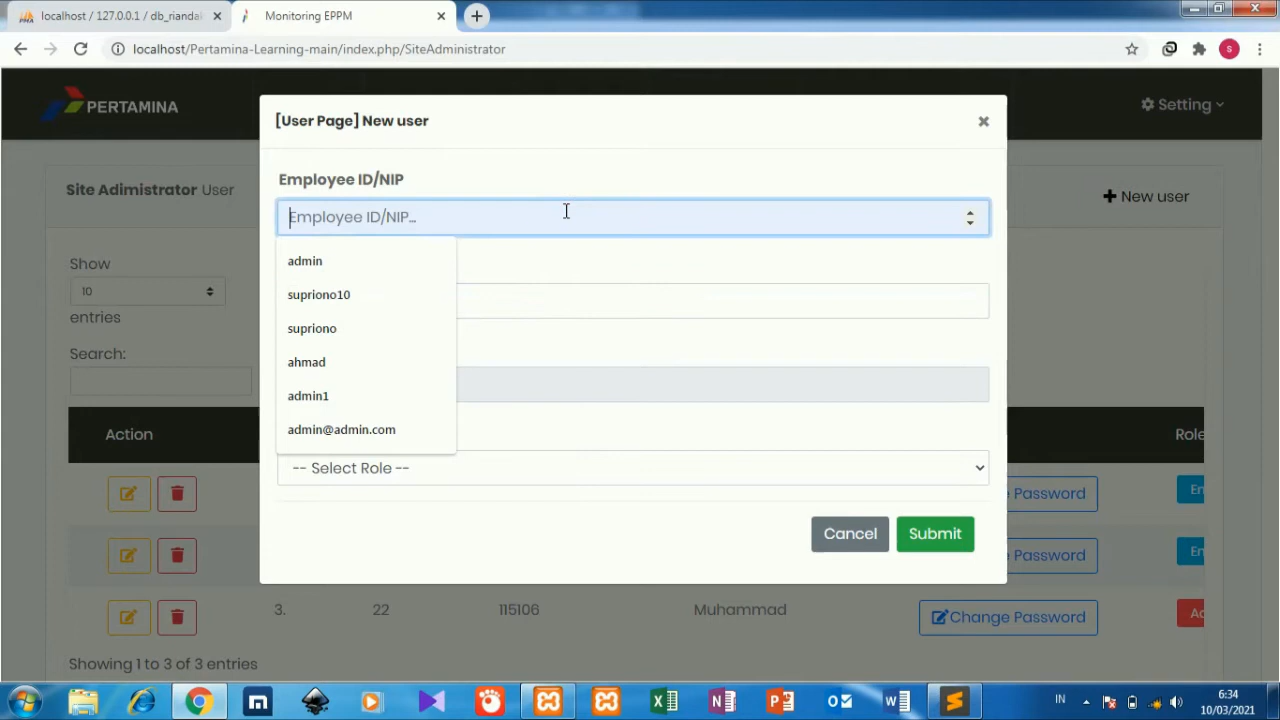 localhost / 127.0.0.1 / db_rianda
Monitoring EPPM
localhost/Pertamina-Learning-main/index.php/SiteAdministrator
S
PERTAMINA
Setting
[User Page] New user
×
Employee ID/NIP
Employee ID/NIP...
Site Adimistrator User
New user
admin
supriono10
supriono
ahmad
admin1
admin@admin.com
Show
10
entries
Search:
-- Select Role --
Cancel
Submit
Action
Role
Password
En
Password
En
3.
22
115106
Muhammad
Change Password
Ad
Showing 1 to 3 of 3 entries
IN
6:34
10/03/2021